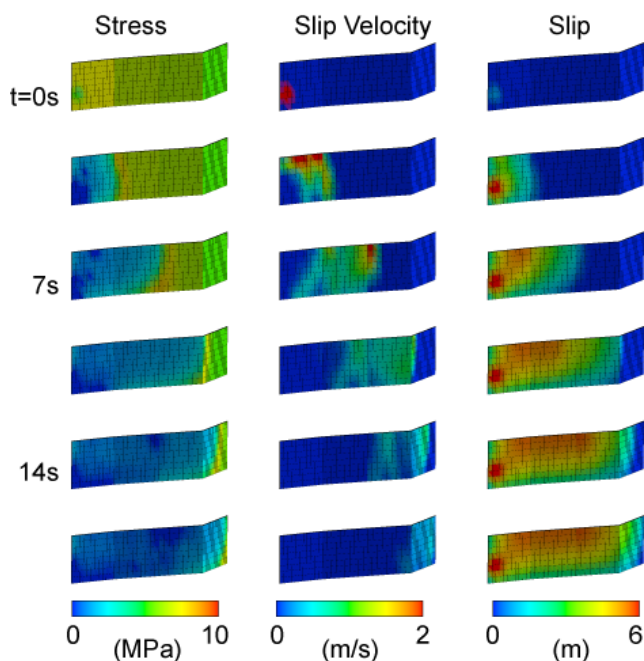 Stress Slip Velocity Slip
t=0s
7s
14s
0 10 0 2 0 6
(MPa) (m/s) (m)